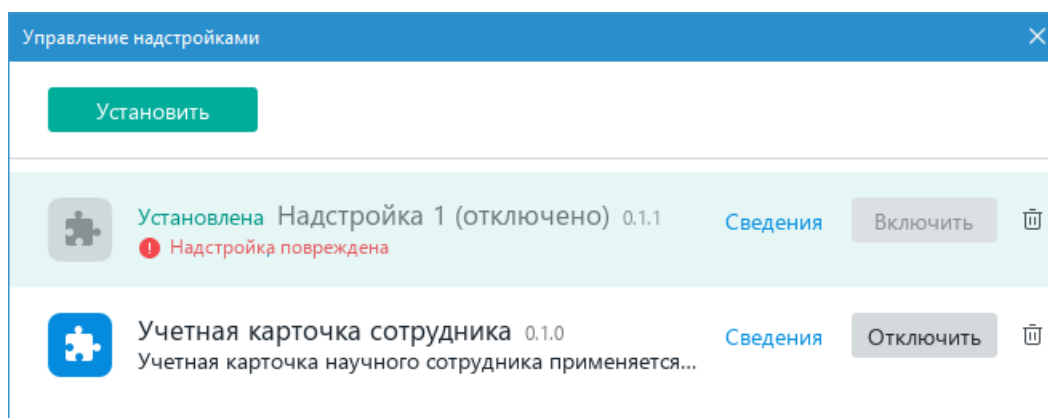 Управление надстройками
Установить
Установлена Надстройка 1 (отключено) 0.1.1 Сведения Включить
Надстройка повреждена
Учетная карточка сотрудника 0.1.0 Сведения Отключить
Учетная карточка научного сотрудника применяется...